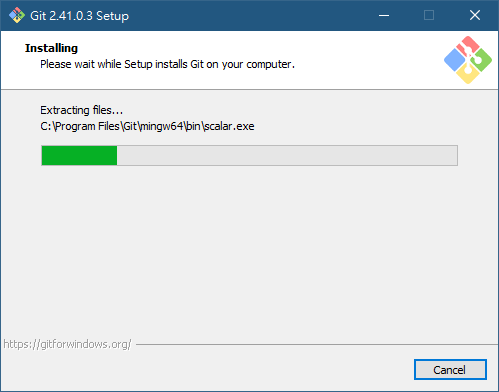 Git 2.41.0.3 Setup
Installing
Please wait while Setup installs Git on your computer.
Extracting files...
C:\Program Files\Git\mingw64\bin\scalar.exe
https://gitforwindows.org/
Cancel